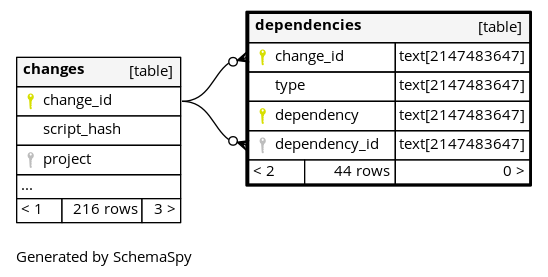 dependencies [table]
change_id text[2147483647]
type text[2147483647]
dependency text[2147483647]
dependency_id text[2147483647]
< 2 44 rows 0 >
changes [table]
change_id
script_hash
project
...
< 1 216 rows 3 >
Generated by SchemaSpy